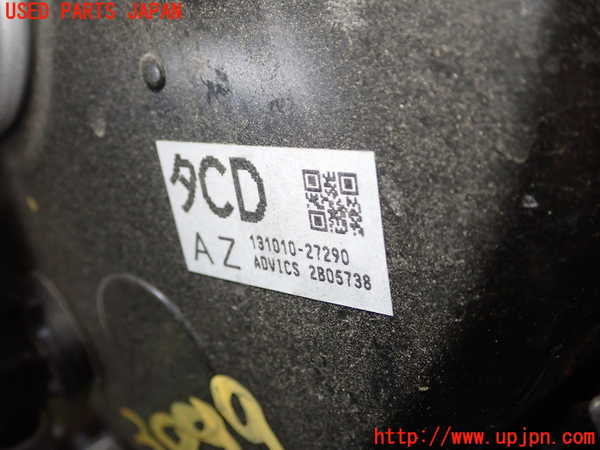 USED PARTS JAPAN
タCD
AZ
131010-27290
ADVICS 2B05738
http://www.upjpn.com/